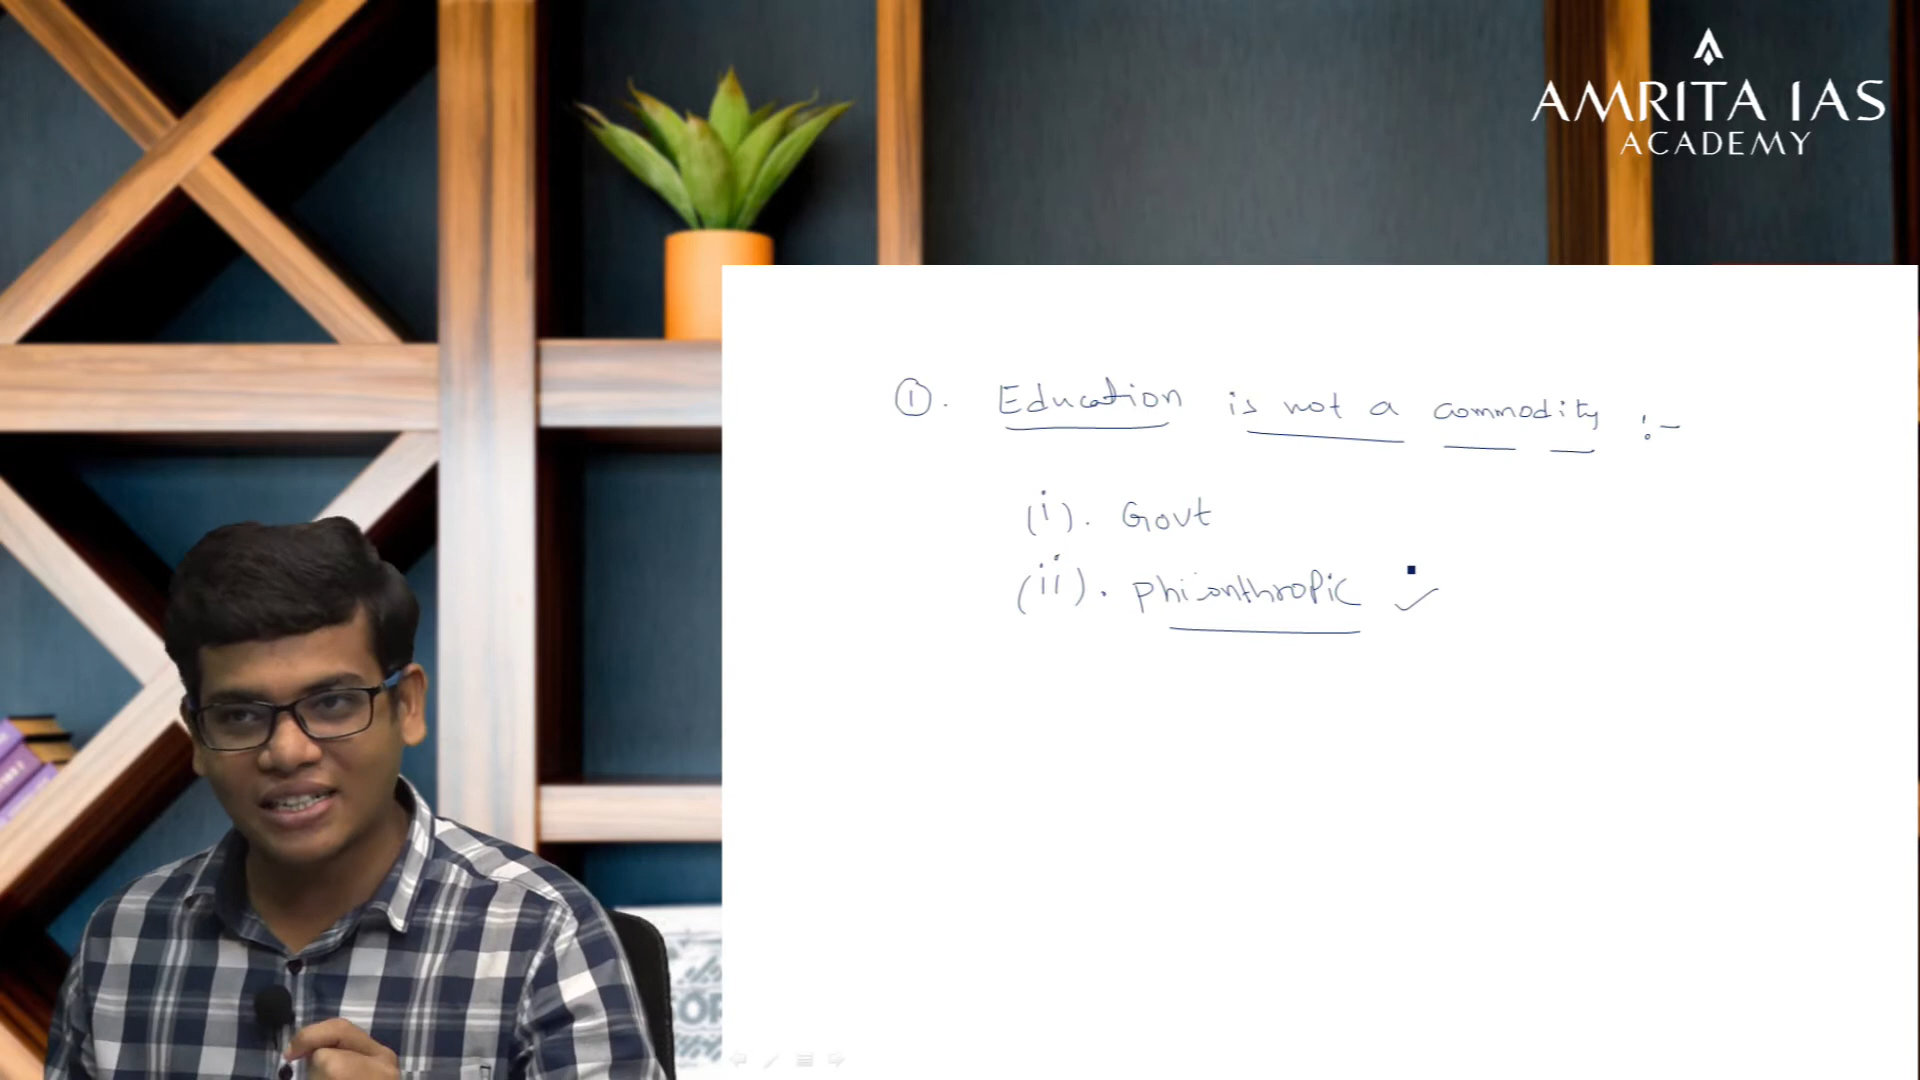 AMRITA IAS
ACADEMY
①. Education is not a commodity :-
(i). Govt
(ii). Philanthropic ✓